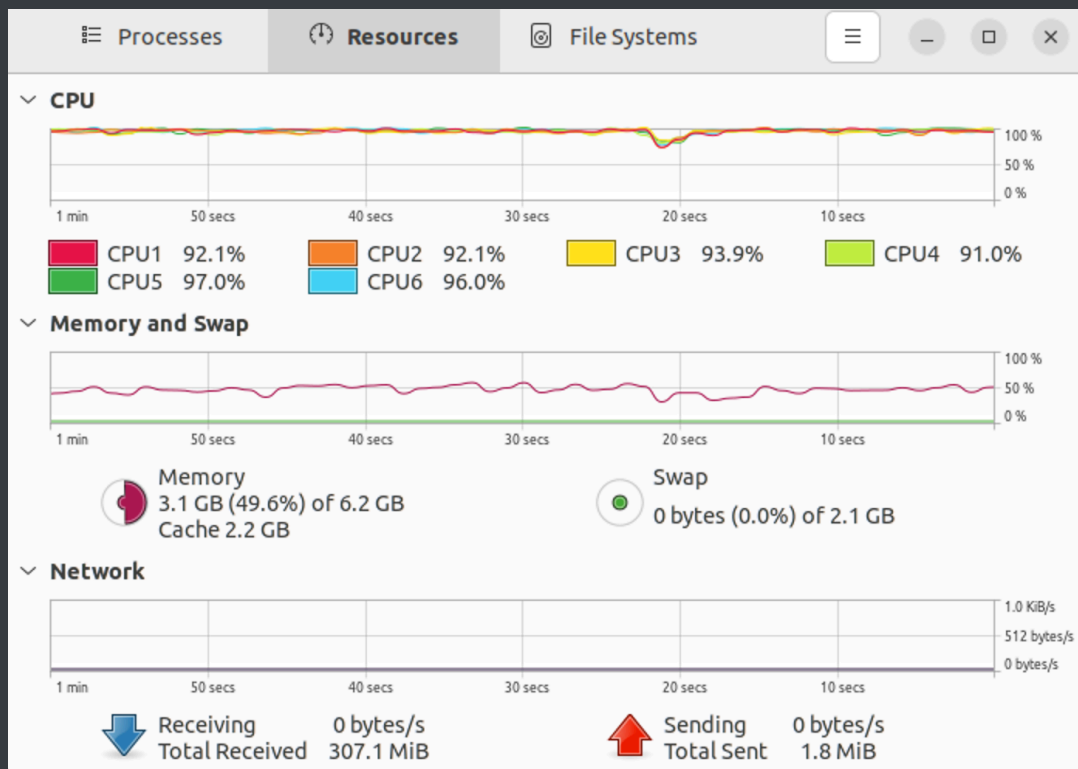 Processes Resources File Systems
CPU
100 %
50 %
0 %
1 min 50 secs 40 secs 30 secs 20 secs 10 secs
CPU1 92.1% CPU2 92.1% CPU3 93.9% CPU4 91.0%
CPU5 97.0% CPU6 96.0%
Memory and Swap
100 %
50 %
0 %
1 min 50 secs 40 secs 30 secs 20 secs 10 secs
Memory
3.1 GB (49.6%) of 6.2 GB
Cache 2.2 GB
Swap
0 bytes (0.0%) of 2.1 GB
Network
1.0 KiB/s
512 bytes/s
0 bytes/s
1 min 50 secs 40 secs 30 secs 20 secs 10 secs
Receiving 0 bytes/s
Total Received 307.1 MiB
Sending 0 bytes/s
Total Sent 1.8 MiB